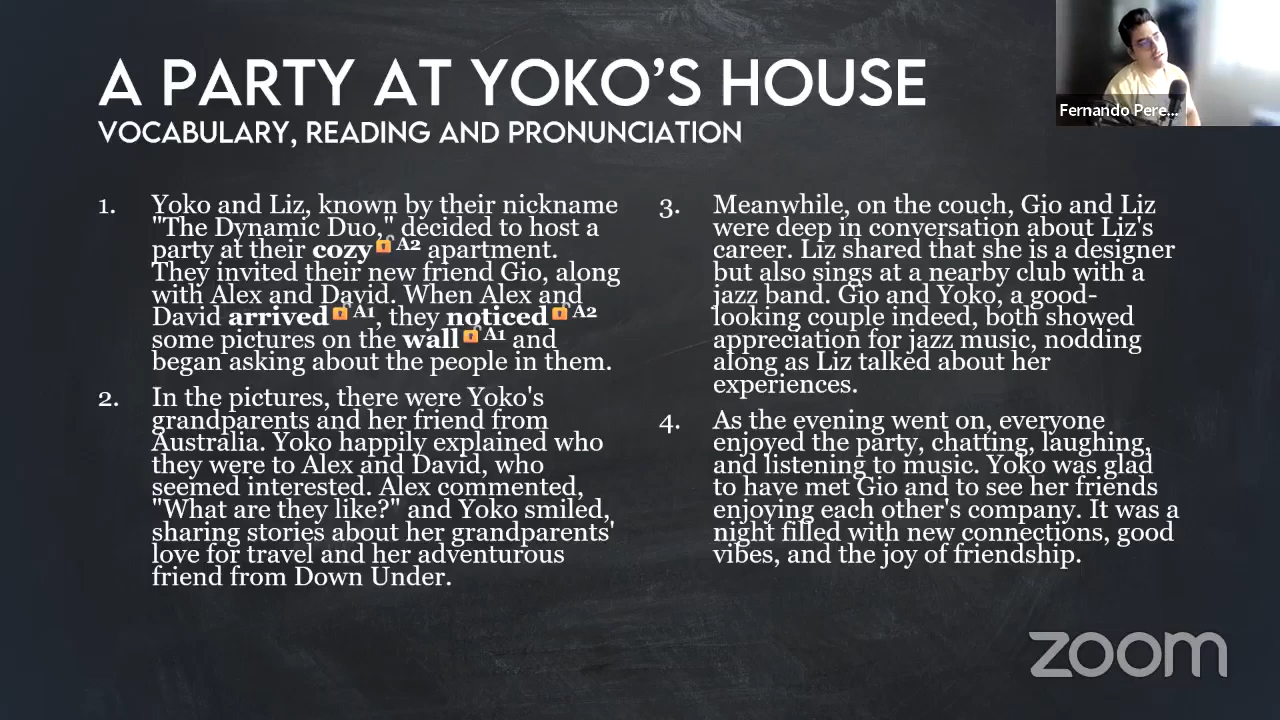 A PARTY AT YOKO'S HOUSE
VOCABULARY, READING AND PRONUNCIATION
1. Yoko and Liz, known by their nickname
"The Dynamic Duo," decided to host a
party at their cozy A2 apartment.
They invited their new friend Gio, along
with Alex and David. When Alex and
David arrived A1, they noticed A2
some pictures on the wall A1 and
began asking about the people in them.
2. In the pictures, there were Yoko's
grandparents and her friend from
Australia. Yoko happily explained who
they were to Alex and David, who
seemed interested. Alex commented,
"What are they like?" and Yoko smiled,
sharing stories about her grandparents'
love for travel and her adventurous
friend from Down Under.
3. Meanwhile, on the couch, Gio and Liz
were deep in conversation about Liz's
career. Liz shared that she is a designer
but also sings at a nearby club with a
jazz band. Gio and Yoko, a good-
looking couple indeed, both showed
appreciation for jazz music, nodding
along as Liz talked about her
experiences.
4. As the evening went on, everyone
enjoyed the party, chatting, laughing,
and listening to music. Yoko was glad
to have met Gio and to see her friends
enjoying each other's company. It was a
night filled with new connections, good
vibes, and the joy of friendship.
Fernando Pere...
zoom